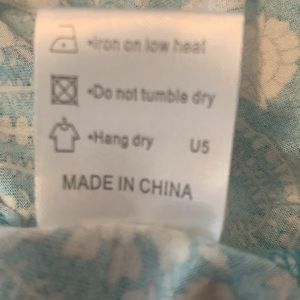 •Iron on low heat
•Do not tumble dry
•Hang dry U5
MADE IN CHINA